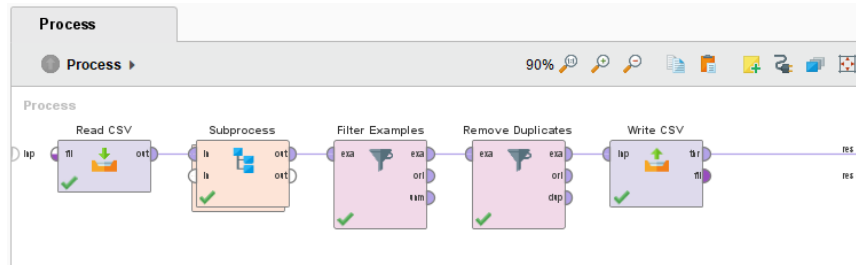 Process
Process
90%
Process
Read CSV
Subprocess
Filter Examples
Remove Duplicates
Write CSV
inp
fil
out
in
out
in
out
exa
exa
ori
unm
exa
exa
ori
dup
inp
thr
fil
res
res